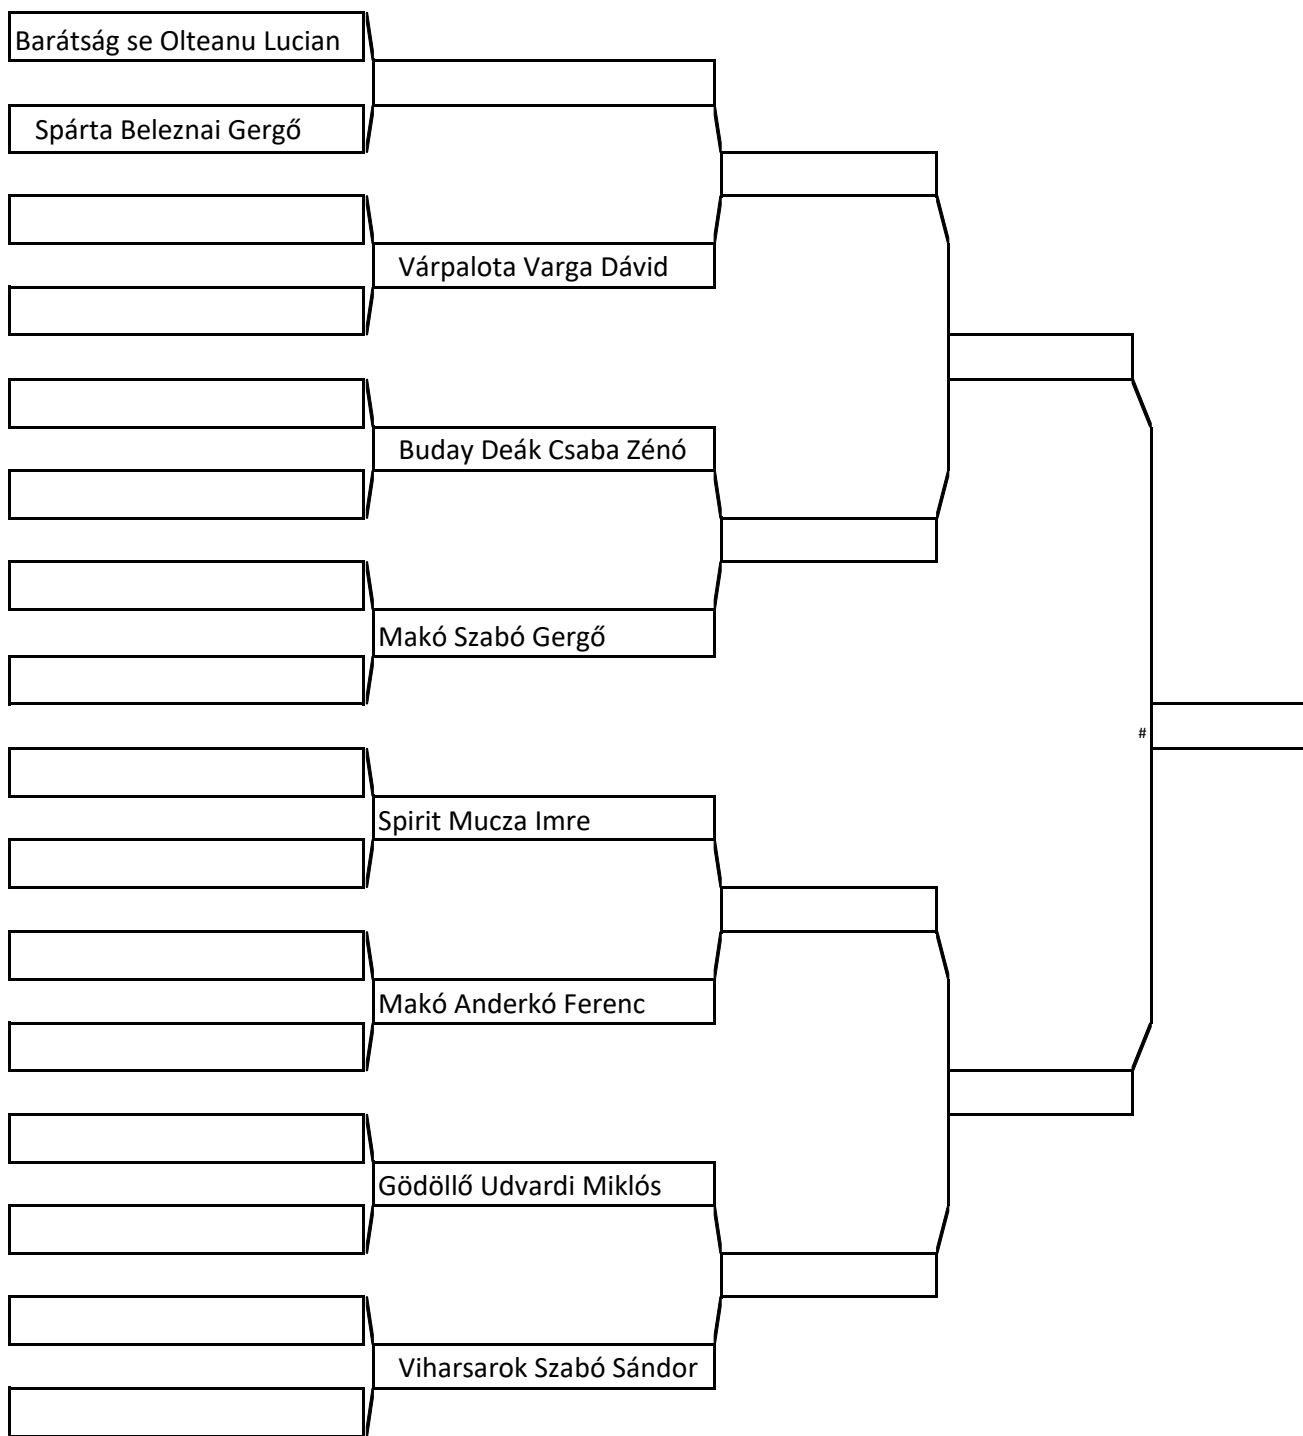 Barátság se Olteanu Lucian
Spárta Beleznai Gergő
Várpalota Varga Dávid
Buday Deák Csaba Zénó
Makó Szabó Gergő
#
Spirit Mucza Imre
Makó Anderkó Ferenc
Gödöllő Udvardi Miklós
Viharsarok Szabó Sándor